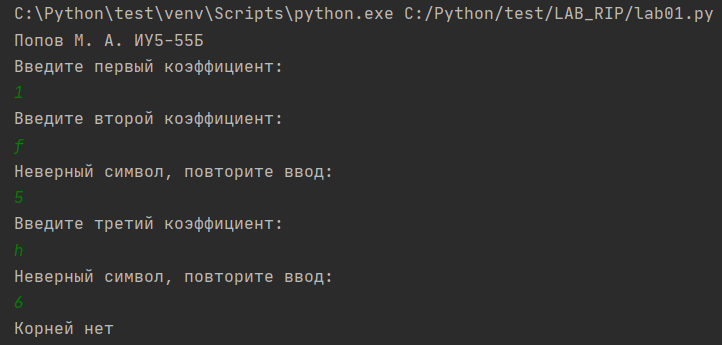 C:\Python\test\venv\Scripts\python.exe C:/Python/test/LAB_RIP/lab01.py
Попов М. А. ИУ5-55Б
Введите первый коэффициент:
1
Введите второй коэффициент:
f
Неверный символ, повторите ввод:
5
Введите третий коэффициент:
h
Неверный символ, повторите ввод:
6
Корней нет